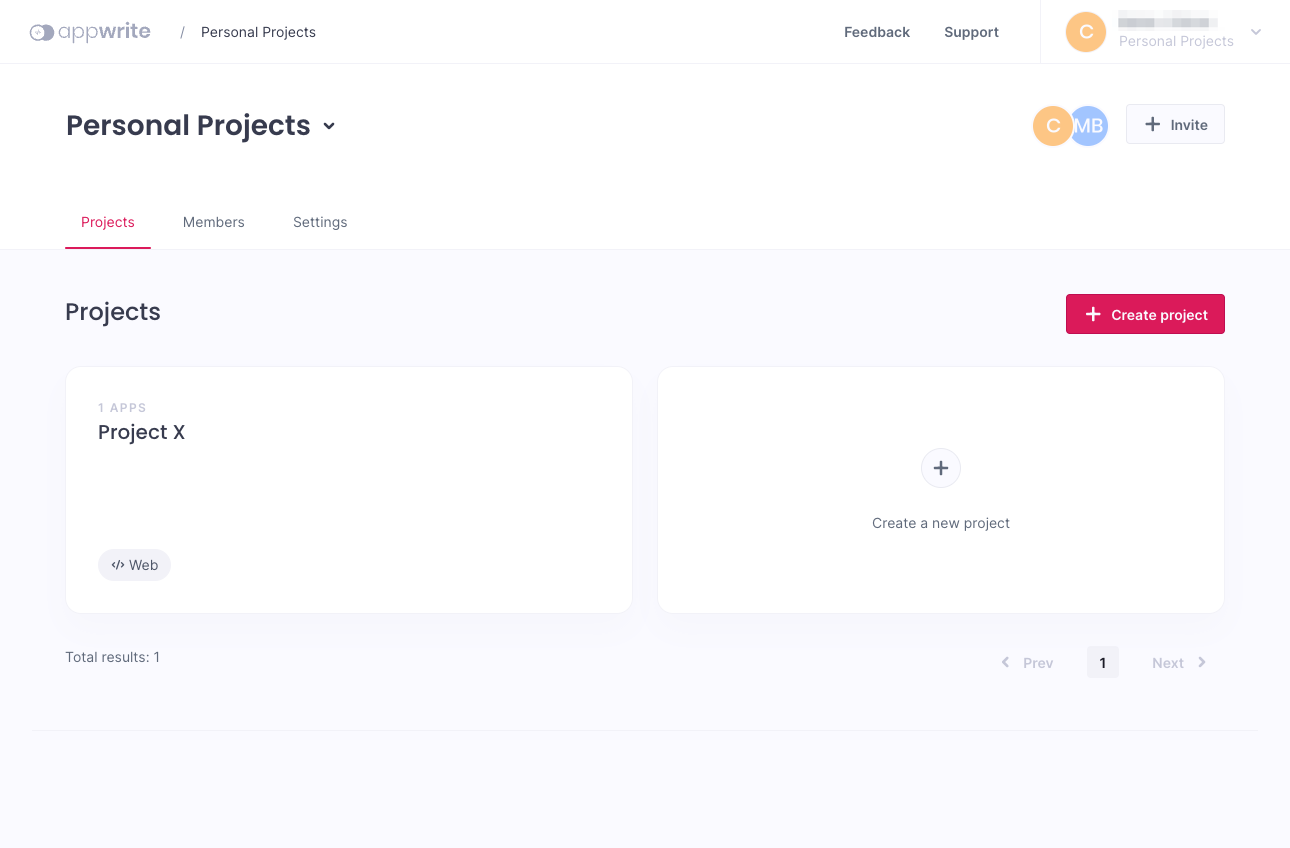 appwrite / Personal Projects
Feedback
Support
C
Personal Projects
Personal Projects
C
MB
Invite
Projects
Members
Settings
Projects
Create project
1 APPS
Project X
Web
Create a new project
Total results: 1
Prev
1
Next